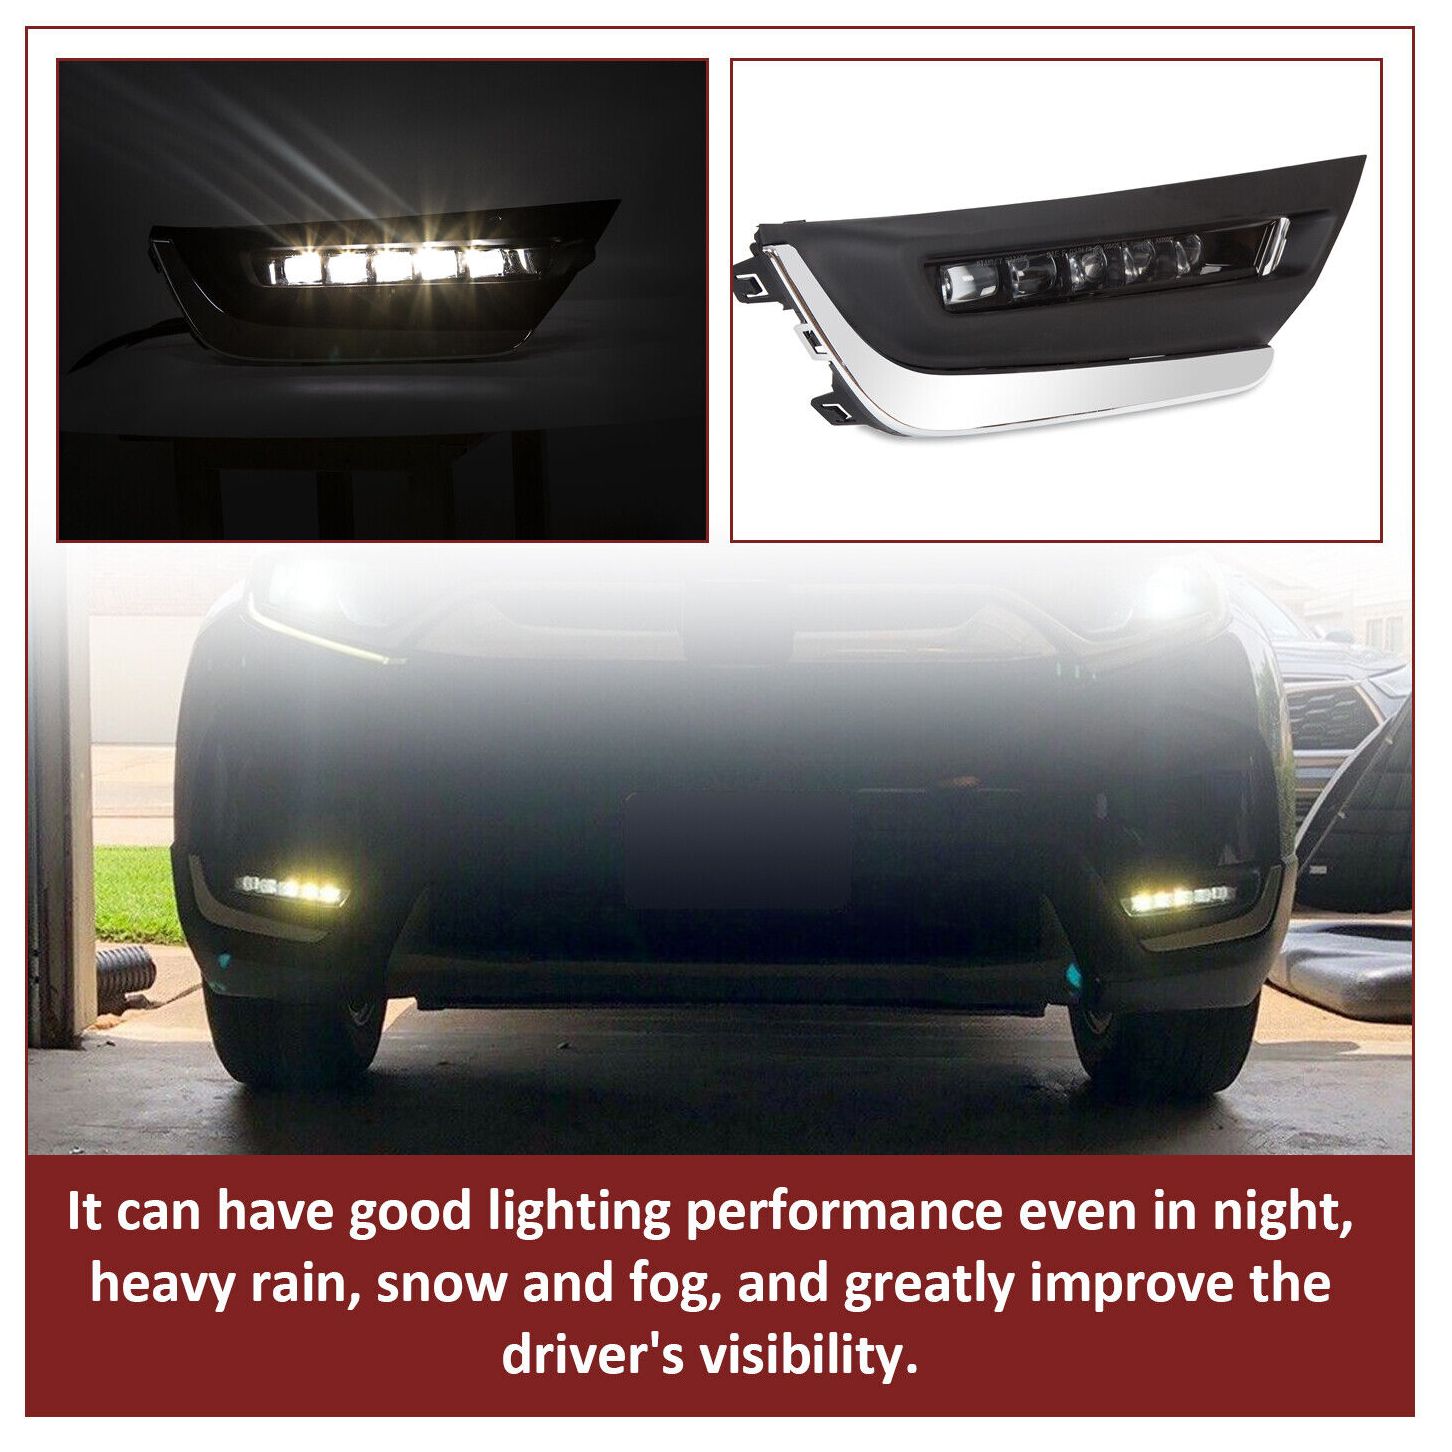 It can have good lighting performance even in night,
heavy rain, snow and fog, and greatly improve the
driver's visibility.